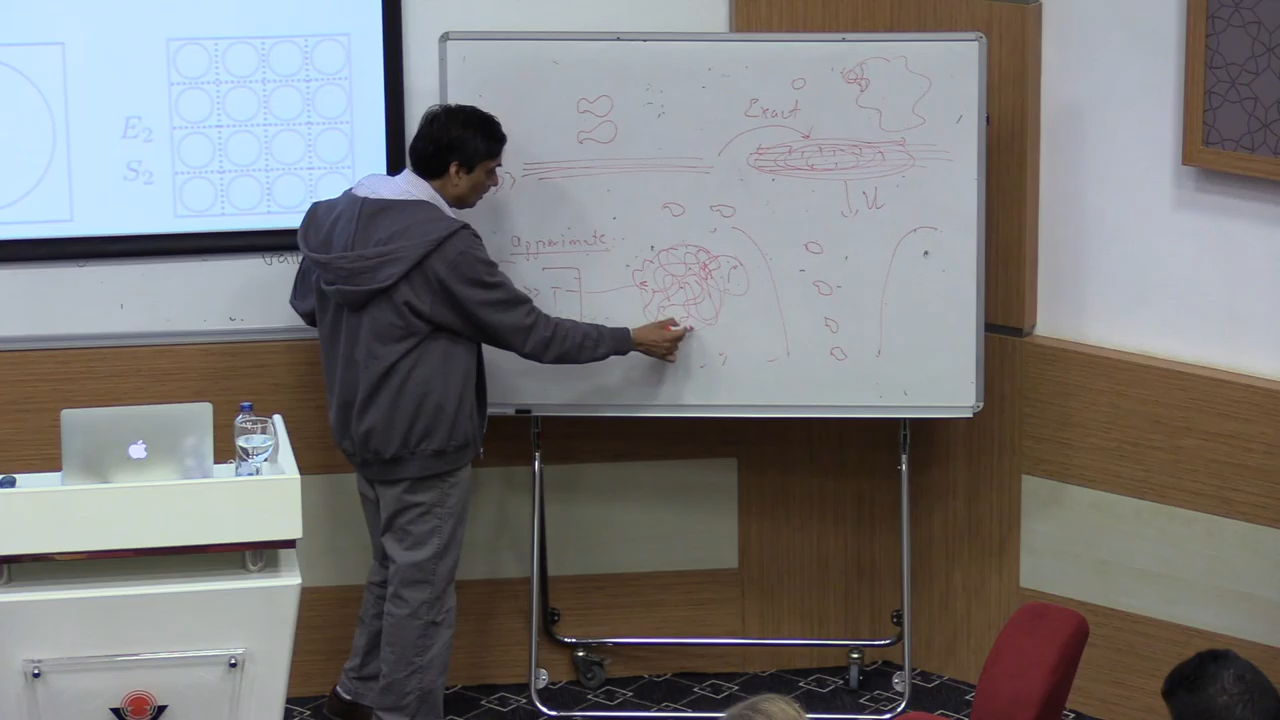 E₂
S₂
Exact
U
approximate
>>